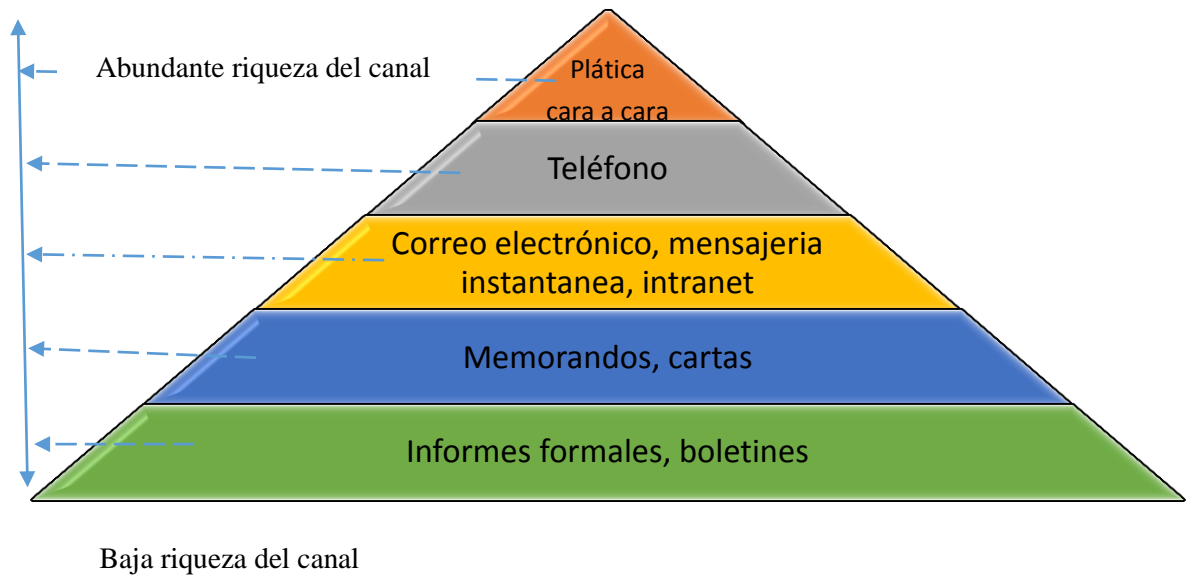 Abundante riqueza del canal
Plática
cara a cara
Teléfono
Correo electrónico, mensajeria
instantanea, intranet
Memorandos, cartas
Informes formales, boletines
Baja riqueza del canal